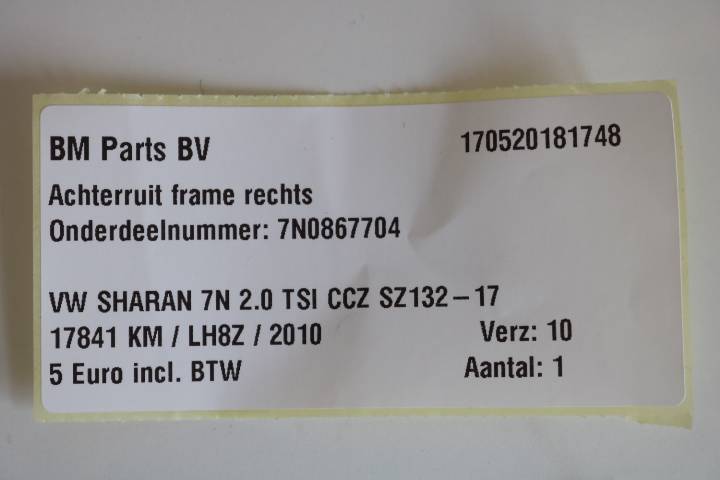 BM Parts BV 170520181748
Achterruit frame rechts
Onderdeelnummer: 7N0867704
VW SHARAN 7N 2.0 TSI CCZ SZ132-17
17841 KM / LH8Z / 2010 Verz: 10
5 Euro incl. BTW Aantal: 1